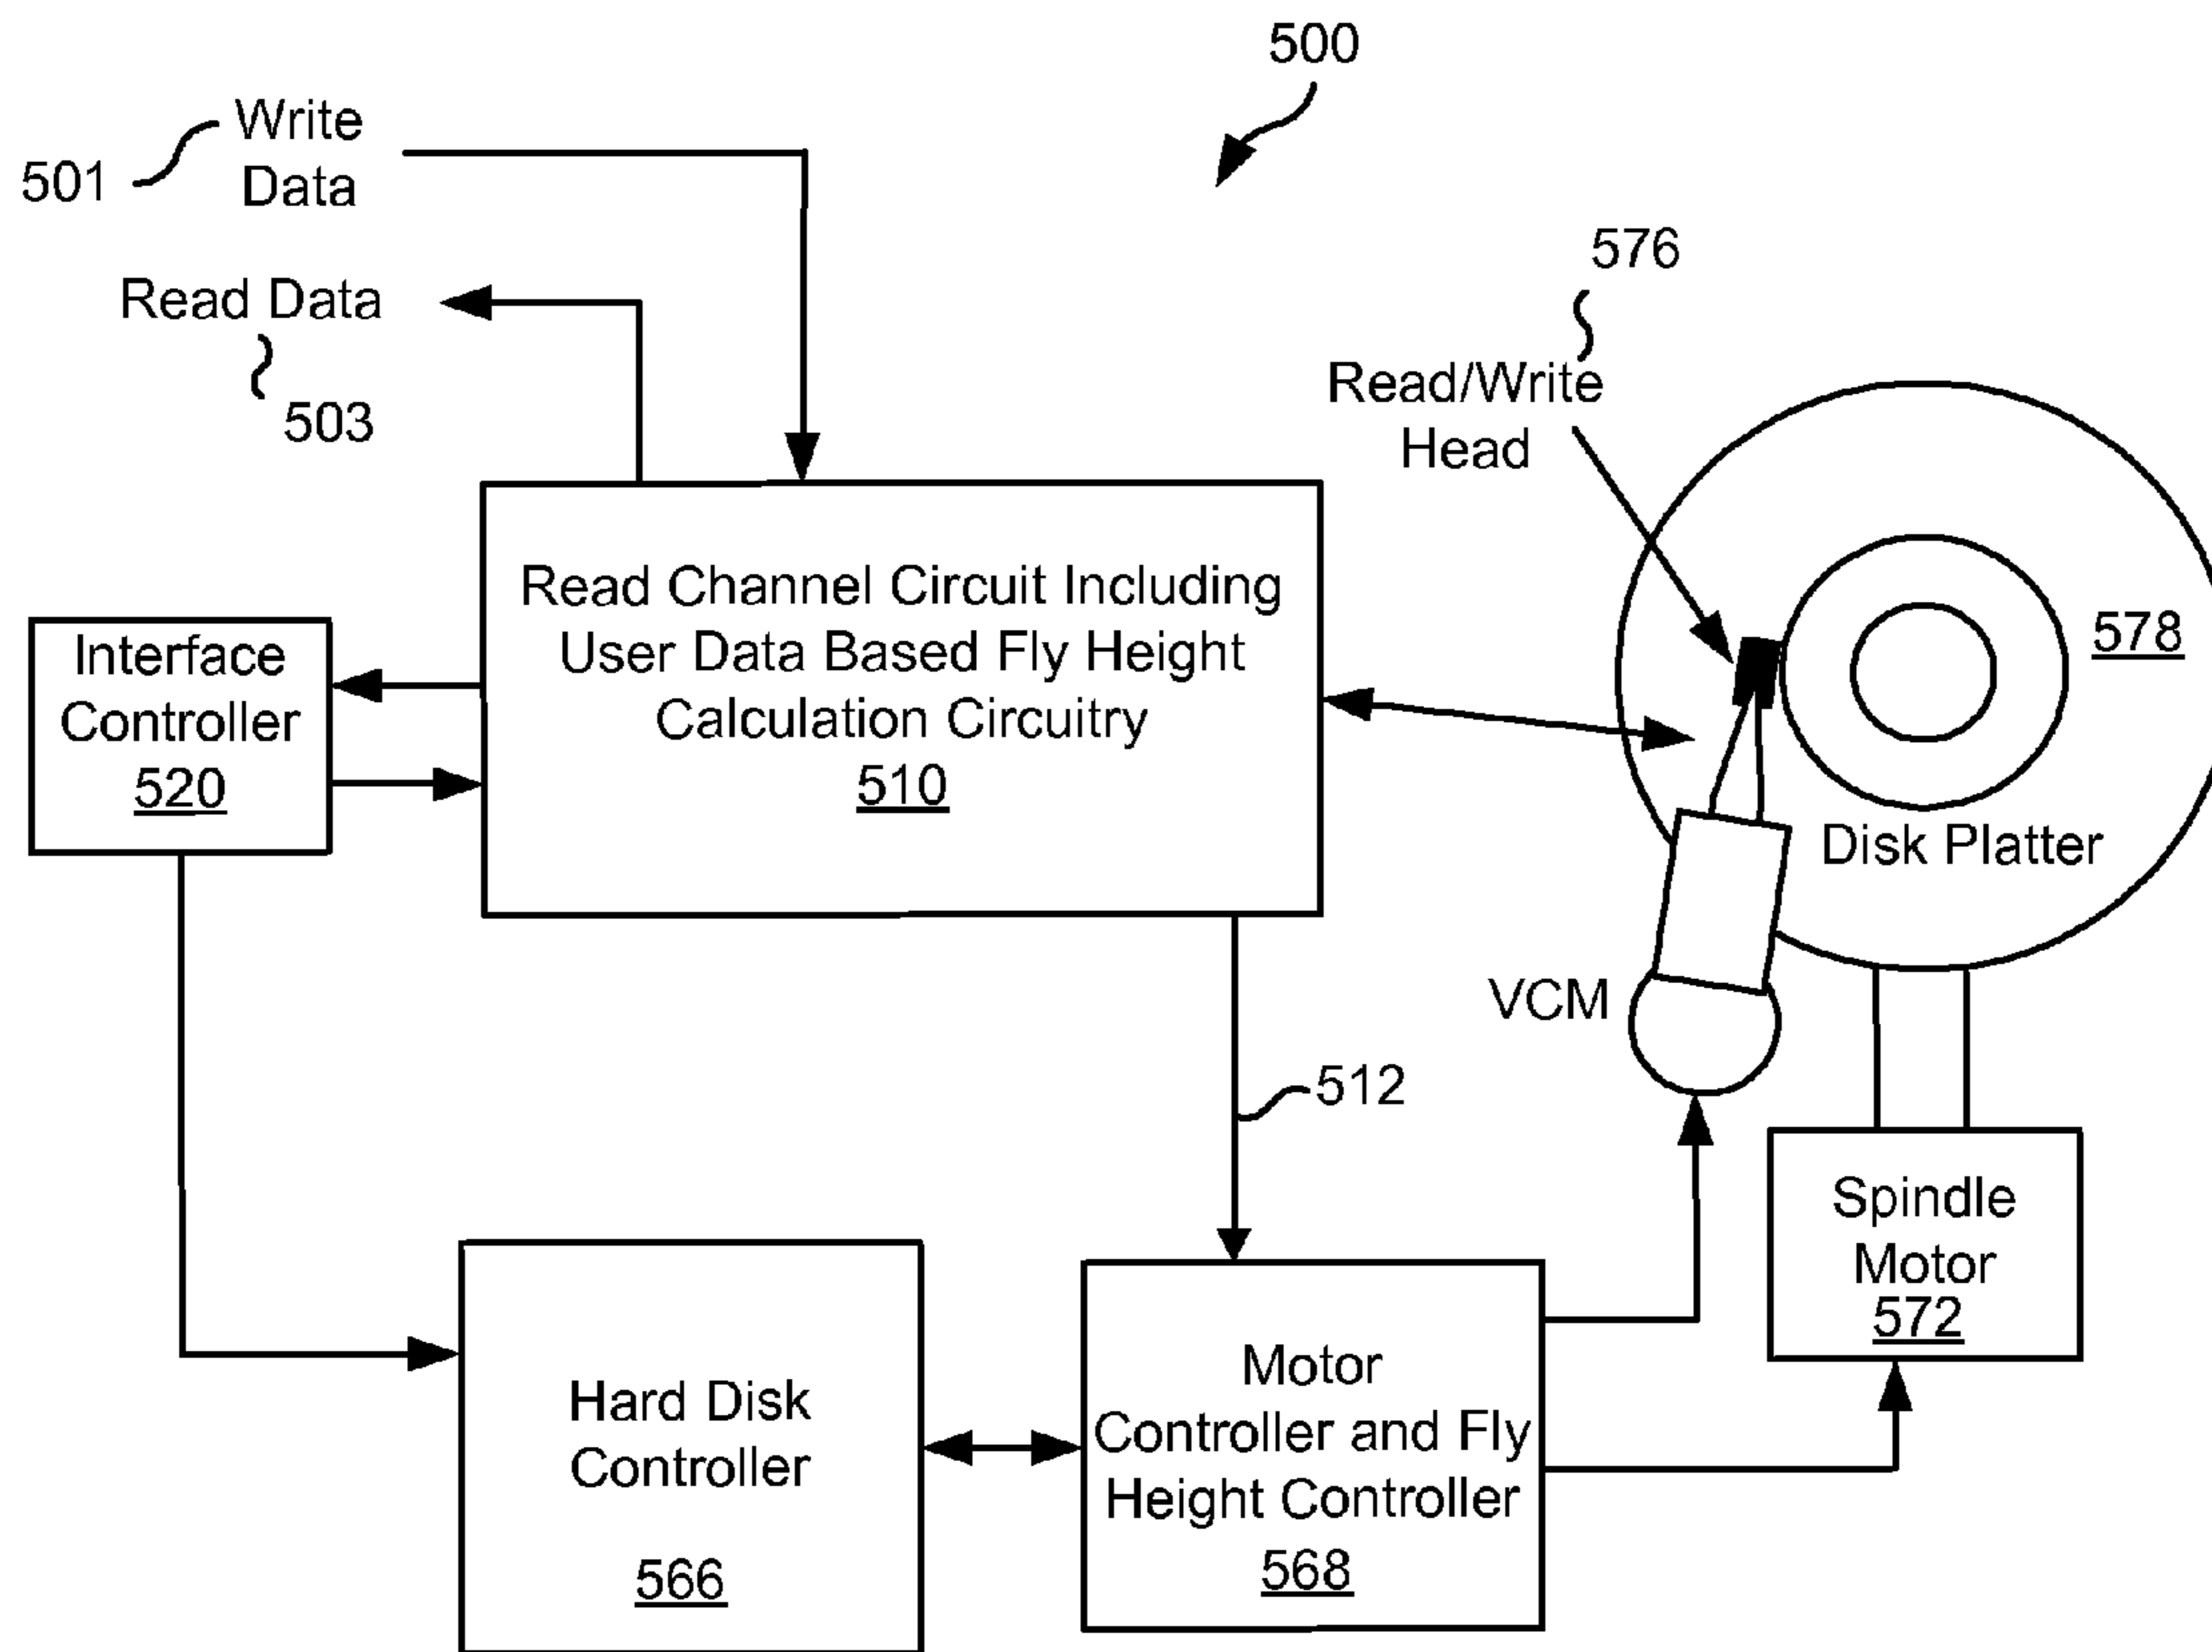 500
Write
Data
501
Read Data
503
576
Read/Write
Head
Read Channel Circuit Including
User Data Based Fly Height
Calculation Circuitry
510
Interface
Controller
520
578
Disk Platter
VCM
512
Spindle
Motor
572
Hard Disk
Controller
566
Motor
Controller and Fly
Height Controller
568